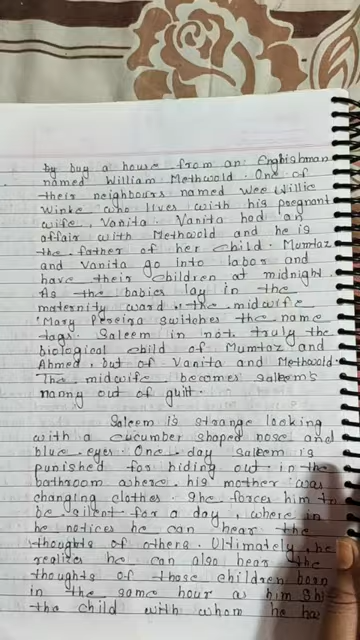 by buy a house from an Englishman
named William Methwold. One of
their neighbours named Wee Willie
Winke who lives with his pregnant
wife, Vanita. Vanita had an
affair with Methwold and he is
the father of her child. Mumtaz
and Vanita go into labor and
have their children at midnight.
As the babies lay in the
maternity ward, the midwife
Mary Pereira switches the name
tags. Saleem in not truly the
biological child of Mumtaz and
Ahmed, but of Vanita and Methwold.
The midwife becomes saleem's
nanny out of guilt.
Saleem is strange looking
with a cucumber shaped nose and
blue eyes. One day saleem is
punished for hiding out in the
bathroom where his mother was
changing clothes. She forces him to
be silent for a day, where in
he notices he can hear the
thoughts of others. Ultimately, he
realizes he can also hear the
thoughts of those children born
in the same hour as him
the child with whom he ha